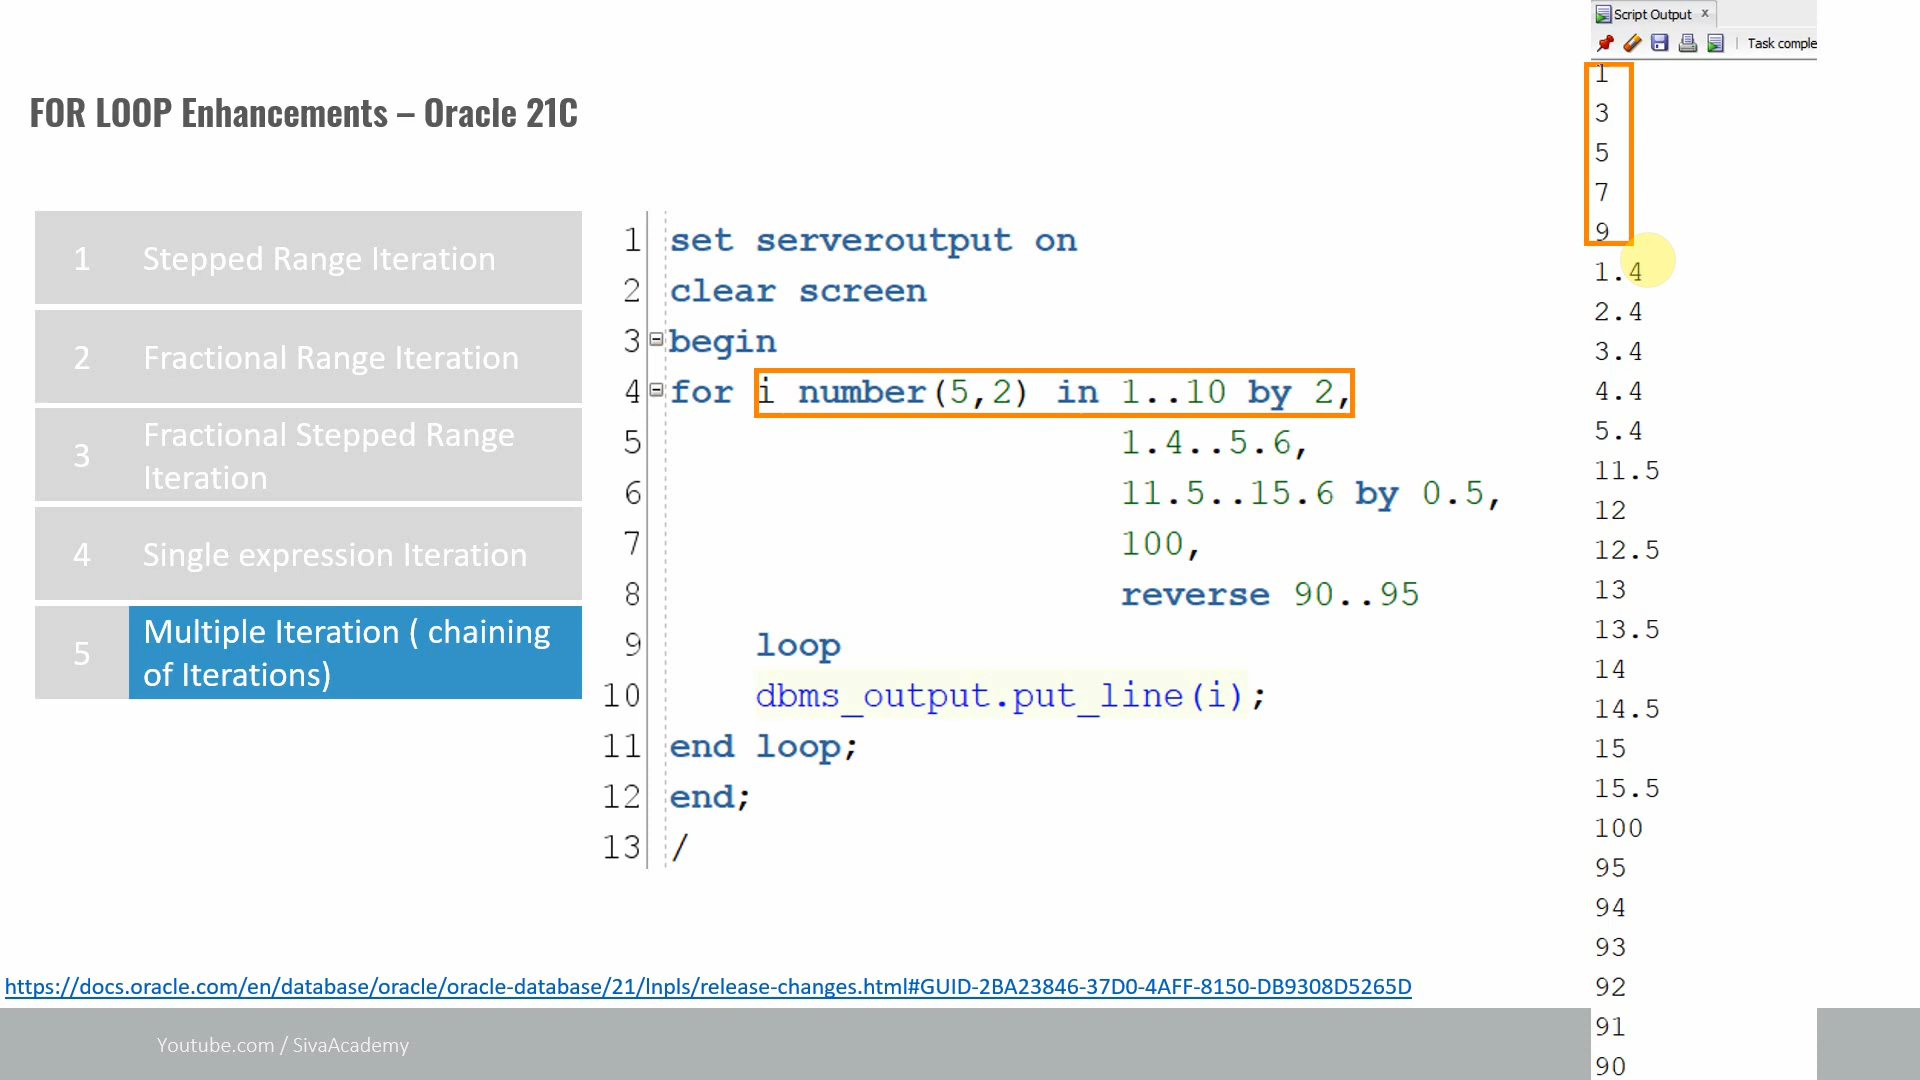 FOR LOOP Enhancements – Oracle 21C
1 Stepped Range Iteration
2 Fractional Range Iteration
3 Fractional Stepped Range
Iteration
4 Single expression Iteration
5 Multiple Iteration ( chaining
of Iterations)
1 set serveroutput on
2 clear screen
3 begin
4 for i number(5,2) in 1..10 by 2,
5 1.4..5.6,
6 11.5..15.6 by 0.5,
7 100,
8 reverse 90..95
9 loop
10 dbms_output.put_line(i);
11 end loop;
12 end;
13 /
Script Output x
Task comple
1
3
5
7
9
1.4
2.4
3.4
4.4
5.4
11.5
12
12.5
13
13.5
14
14.5
15
15.5
100
95
94
93
92
91
90
https://docs.oracle.com/en/database/oracle/oracle-database/21/lnpls/release-changes.html#GUID-2BA23846-37D0-4AFF-8150-DB9308D5265D
Youtube.com / SivaAcademy